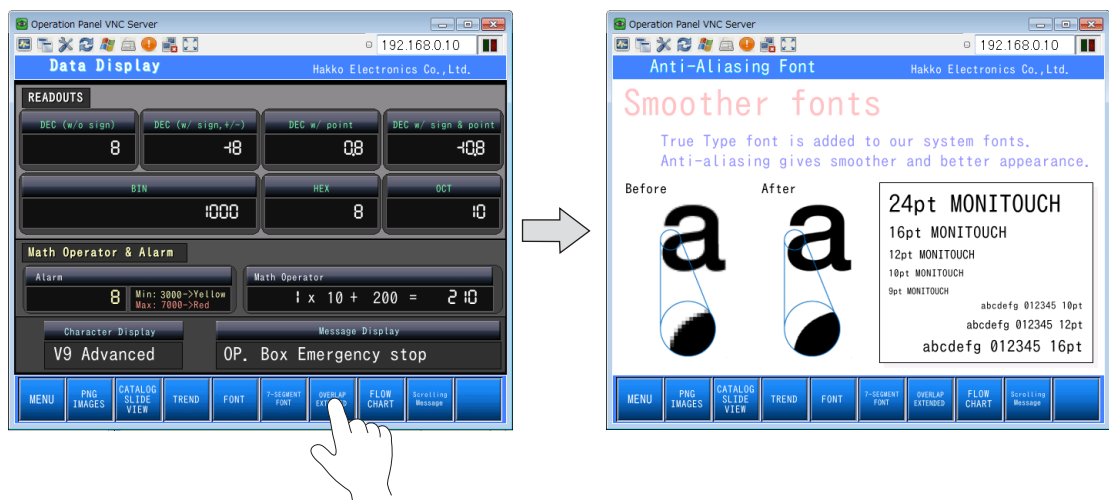 Operation Panel VNC Server
192.168.0.10
Data Display
Hakko Electronics Co.,Ltd.
READOUTS
DEC (w/o sign)
DEC (w/ sign,+/-)
DEC w/ point
DEC w/ sign & point
8
-18
0.8
-10.8
BIN
HEX
OCT
1000
8
10
Math Operator & Alarm
Alarm
Math Operator
8
Min: 3000->Yellow
Max: 7000->Red
1 x 10 + 200 = 210
Character Display
Message Display
V9 Advanced
OP. Box Emergency stop
MENU
PNG
IMAGES
CATALOG
SLIDE
VIEW
TREND
FONT
7-SEGMENT
FONT
OVERLAP
EXTENDED
FLOW
CHART
Scrolling
Message
Operation Panel VNC Server
192.168.0.10
Anti-Aliasing Font
Hakko Electronics Co.,Ltd.
Smoother fonts
True Type font is added to our system fonts.
Anti-aliasing gives smoother and better appearance.
Before
After
a
a
24pt MONITOUCH
16pt MONITOUCH
12pt MONITOUCH
10pt MONITOUCH
9pt MONITOUCH
abcdefg 012345 10pt
abcdefg 012345 12pt
abcdefg 012345 16pt
MENU
PNG
IMAGES
CATALOG
SLIDE
VIEW
TREND
FONT
7-SEGMENT
FONT
OVERLAP
EXTENDED
FLOW
CHART
Scrolling
Message